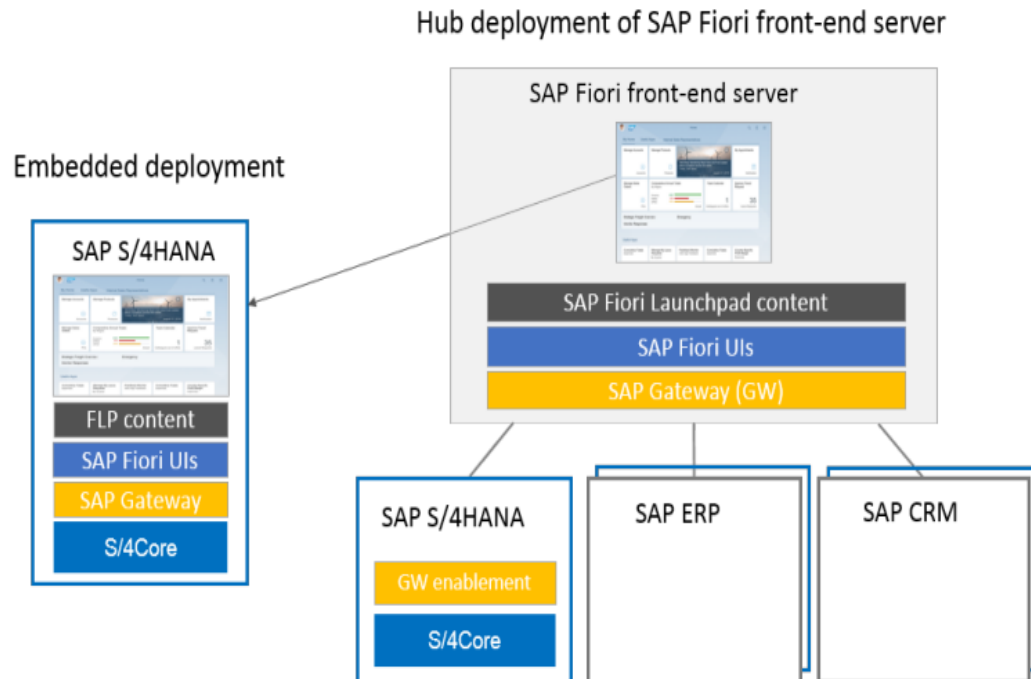 Hub deployment of SAP Fiori front-end server
SAP Fiori front-end server
Embedded deployment
SAP S/4HANA
FLP content
SAP Fiori UIs
SAP Gateway
S/4Core
SAP Fiori Launchpad content
SAP Fiori UIs
SAP Gateway (GW)
SAP S/4HANA
GW enablement
S/4Core
SAP ERP
SAP CRM